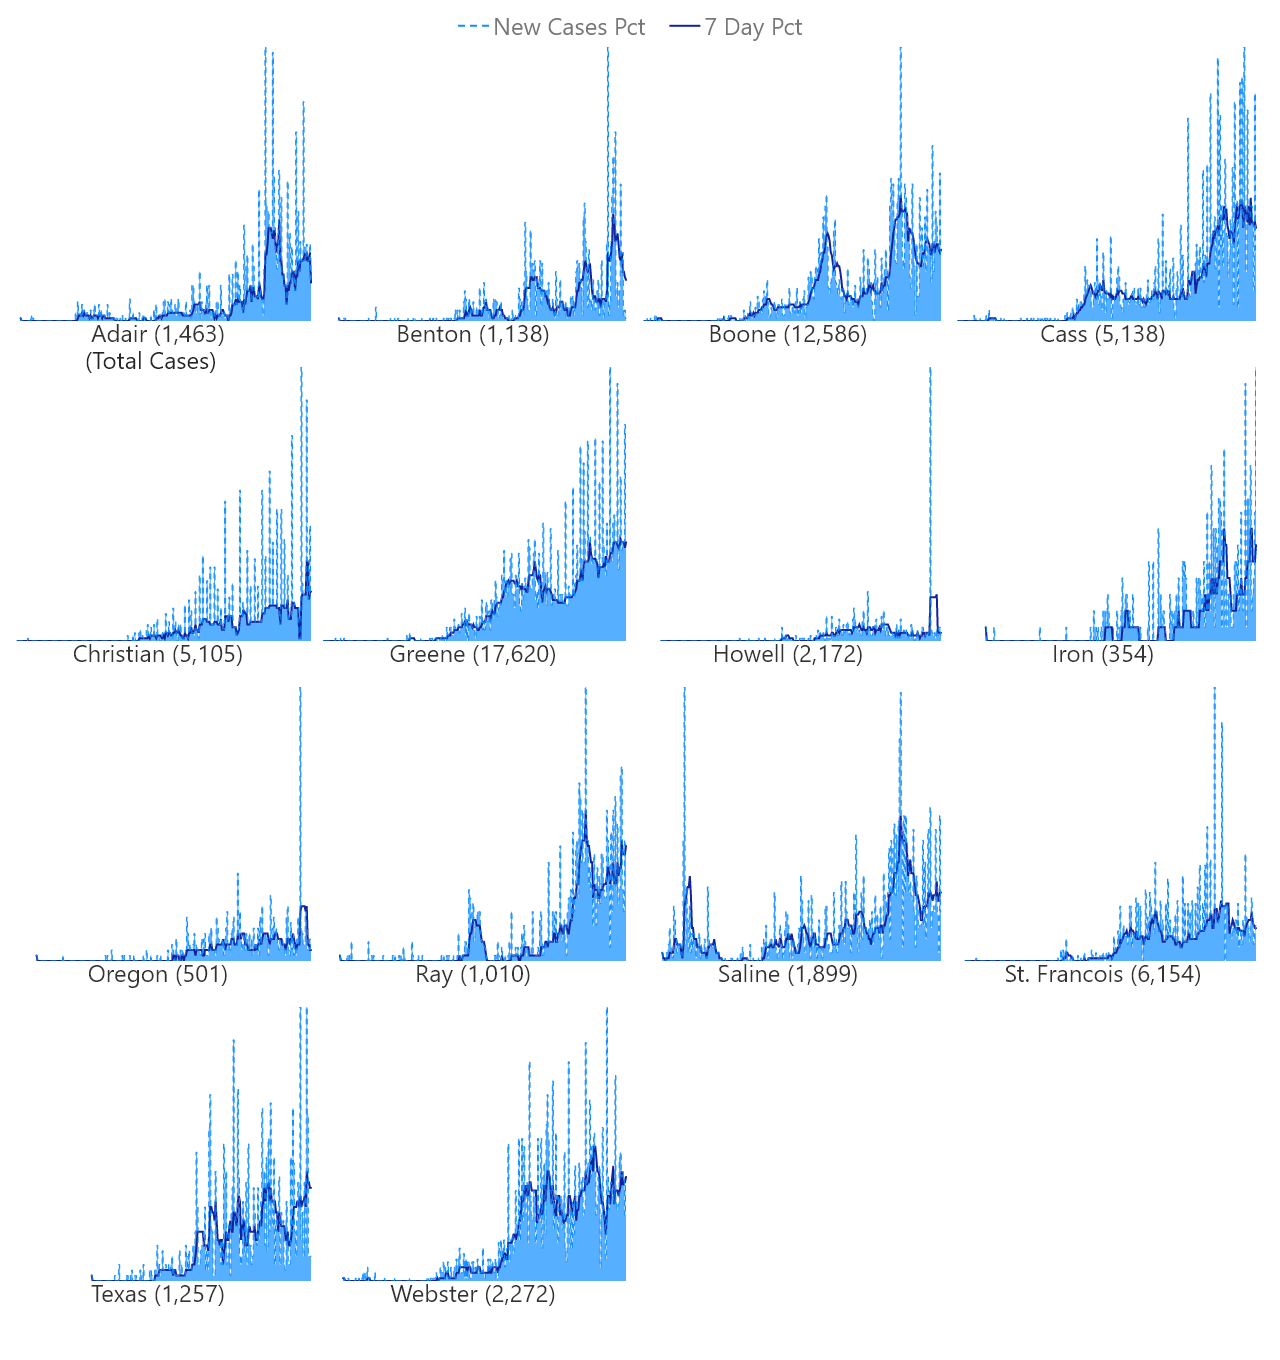 New Cases Pct 7 Day Pct
Adair (1,463)
(Total Cases)
Benton (1,138)
Boone (12,586)
Cass (5,138)
Christian (5,105)
Greene (17,620)
Howell (2,172)
Iron (354)
Oregon (501)
Ray (1,010)
Saline (1,899)
St. Francois (6,154)
Texas (1,257)
Webster (2,272)